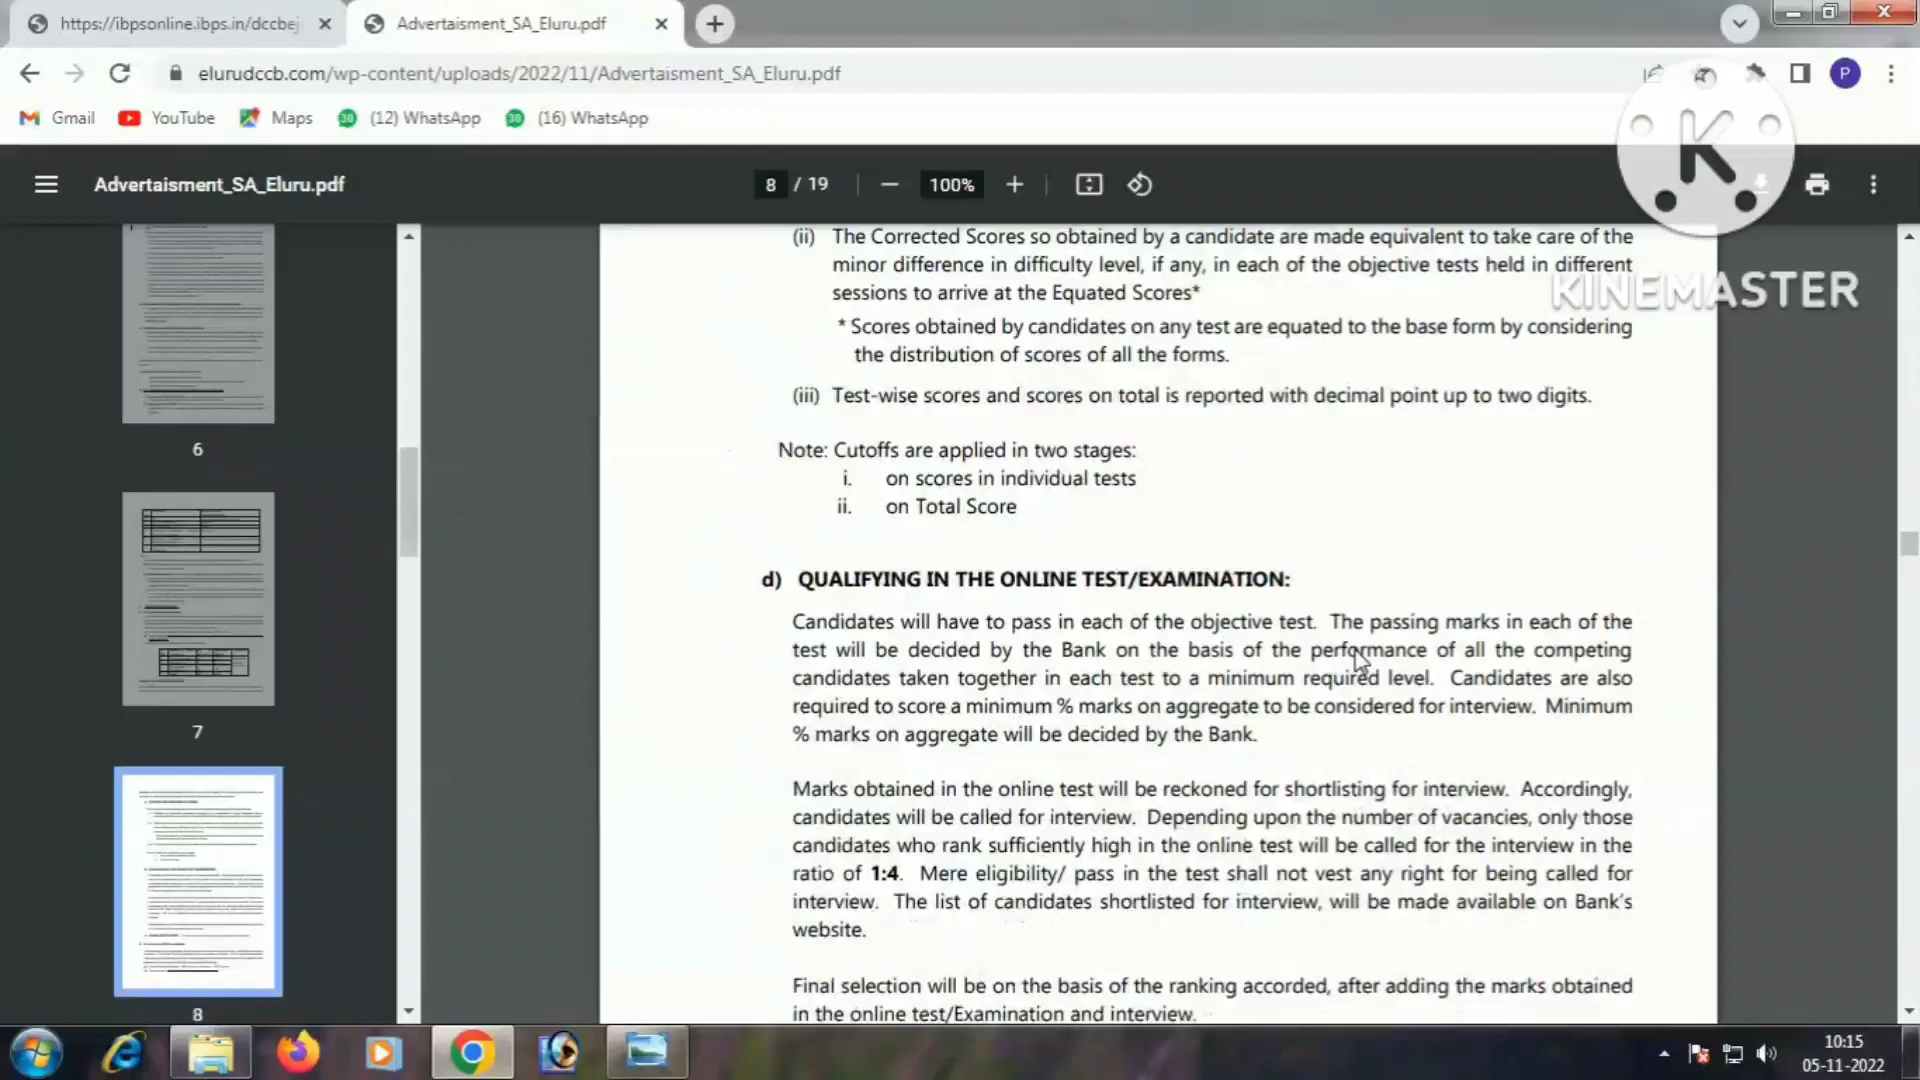 https://ibpsonline.ibps.in/dccbej
Advertaisment_SA_Eluru.pdf
elurudccb.com/wp-content/uploads/2022/11/Advertaisment_SA_Eluru.pdf
P
Gmail
YouTube
Maps
(12) WhatsApp
(16) WhatsApp
Advertaisment_SA_Eluru.pdf
8 / 19
100%
K
KINEMASTER
6
7
8
(ii) The Corrected Scores so obtained by a candidate are made equivalent to take care of the
minor difference in difficulty level, if any, in each of the objective tests held in different
sessions to arrive at the Equated Scores*
* Scores obtained by candidates on any test are equated to the base form by considering
the distribution of scores of all the forms.
(iii) Test-wise scores and scores on total is reported with decimal point up to two digits.
Note: Cutoffs are applied in two stages:
i. on scores in individual tests
ii. on Total Score
d) QUALIFYING IN THE ONLINE TEST/EXAMINATION:
Candidates will have to pass in each of the objective test. The passing marks in each of the
test will be decided by the Bank on the basis of the performance of all the competing
candidates taken together in each test to a minimum required level. Candidates are also
required to score a minimum % marks on aggregate to be considered for interview. Minimum
% marks on aggregate will be decided by the Bank.
Marks obtained in the online test will be reckoned for shortlisting for interview. Accordingly,
candidates will be called for interview. Depending upon the number of vacancies, only those
candidates who rank sufficiently high in the online test will be called for the interview in the
ratio of 1:4. Mere eligibility/ pass in the test shall not vest any right for being called for
interview. The list of candidates shortlisted for interview, will be made available on Bank's
website.
Final selection will be on the basis of the ranking accorded, after adding the marks obtained
in the online test/Examination and interview.
10:15
05-11-2022